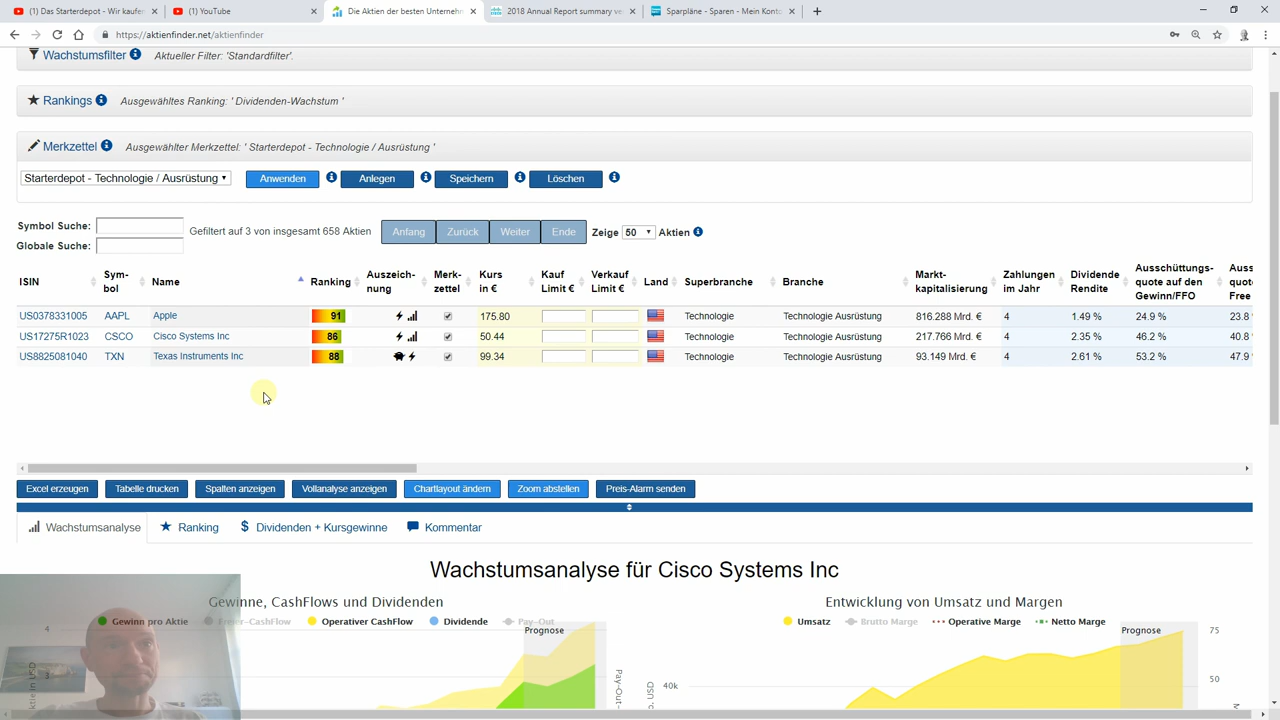 (1) Das Starterdepot - Wir kaufen
(1) YouTube
Die Aktien der besten Unternehm
2018 Annual Report summary ve
Sparpläne - Sparen - Mein Konto
https://aktienfinder.net/aktienfinder
Wachstumsfilter Aktueller Filter: 'Standardfilter'.
Rankings Ausgewähltes Ranking: ' Dividenden-Wachstum '
Merkzettel Ausgewählter Merkzettel: ' Starterdepot - Technologie / Ausrüstung '
Starterdepot - Technologie / Ausrüstung Anwenden Anlegen Speichern Löschen
Symbol Suche:
Globale Suche:
Gefiltert auf 3 von insgesamt 658 Aktien Anfang Zurück Weiter Ende Zeige 50 Aktien
ISIN Sym-bol Name Ranking Auszeich-nung Merk-zettel Kurs in € Kauf Limit € Verkauf Limit € Land Superbranche Branche Markt-kapitalisierung Zahlungen im Jahr Dividende Rendite Ausschüttungs-quote auf den Gewinn/FFO Auss quote Free
US0378331005 AAPL Apple 91 175.80 Technologie Technologie Ausrüstung 816.288 Mrd. € 4 1.49 % 24.9 % 23.8
US17275R1023 CSCO Cisco Systems Inc 86 50.44 Technologie Technologie Ausrüstung 217.766 Mrd. € 4 2.35 % 46.2 % 40.8
US8825081040 TXN Texas Instruments Inc 88 99.34 Technologie Technologie Ausrüstung 93.149 Mrd. € 4 2.61 % 53.2 % 47.9
Excel erzeugen Tabelle drucken Spalten anzeigen Vollanalyse anzeigen Chartlayout ändern Zoom abstellen Preis-Alarm senden
Wachstumsanalyse Ranking Dividenden + Kursgewinne Kommentar
Wachstumsanalyse für Cisco Systems Inc
Gewinne, CashFlows und Dividenden
Gewinn pro Aktie Freier CashFlow Operativer CashFlow Dividende Pay-Out
4
Prognose
Pay-Out-
Entwicklung von Umsatz und Margen
Umsatz Brutto Marge Operative Marge Netto Marge
Prognose
75
50
40k